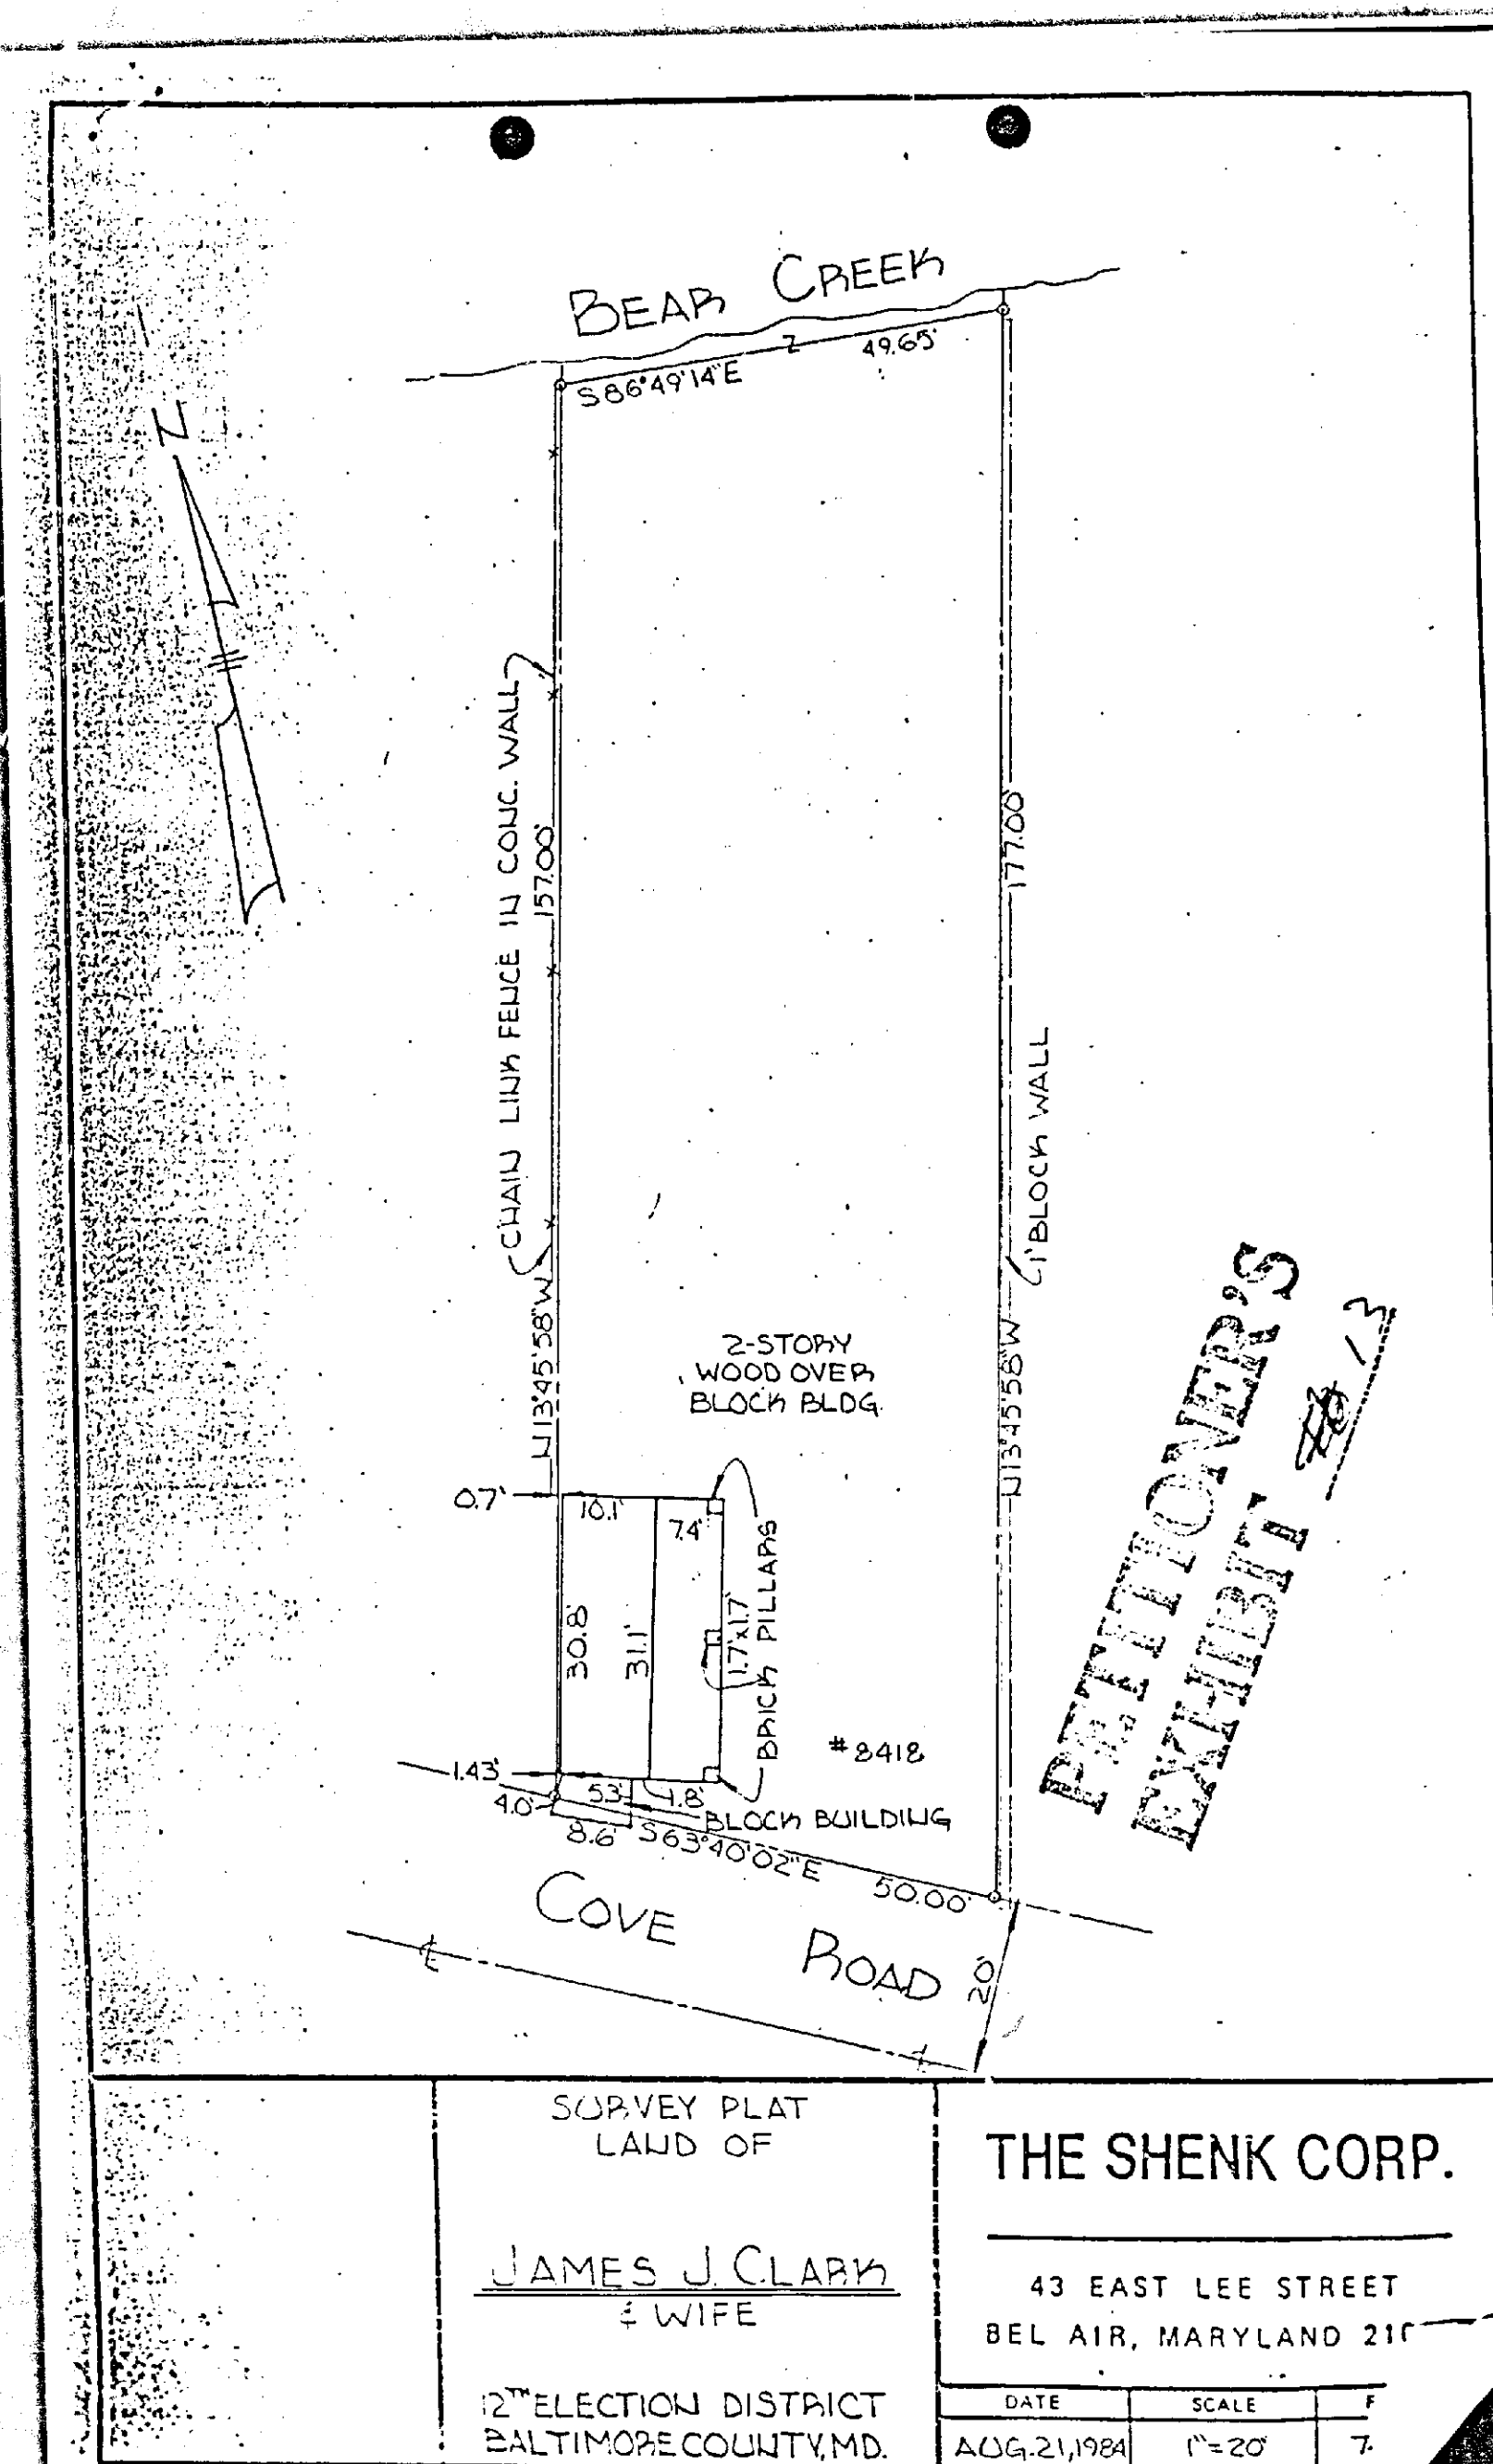 BEAR CREEK
S86°49'14"E 49.65'
N
CHAIN LINK FENCE IN CONC. WALL
157.00'
N13°45'58"W
177.00'
1' BLOCK WALL
N13°45'58"W
2-STORY
WOOD OVER
BLOCK BLDG.
0.7'
10.1'
7.4'
30.8'
31.1'
1.7'x1.7'
BRICK PILLARS
#8418
1.43'
4.0'
5.3'
1.8'
BLOCK BUILDING
8.6'
S63°40'02"E 50.00'
COVE ROAD
20'
PETITIONER'S
EXHIBIT 13
SURVEY PLAT
LAND OF
JAMES J. CLARK
& WIFE
12TH ELECTION DISTRICT
BALTIMORE COUNTY, MD.
THE SHENK CORP.
43 EAST LEE STREET
BEL AIR, MARYLAND 210
DATE SCALE F
AUG. 21, 1984 1"=20' 7.